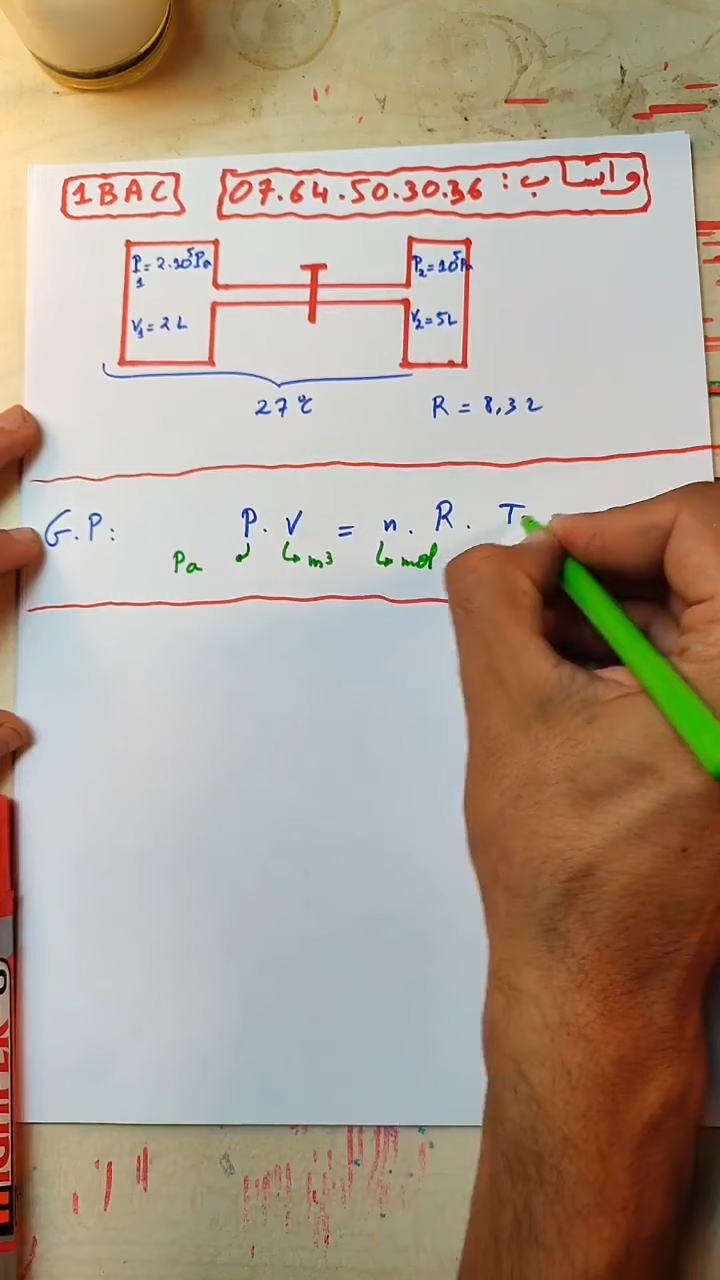 1BAC 07.64.50.30.36 : واتساب
P₁ = 2.10⁵Pa P₂ = 10⁵Pa
V₁ = 2L V₂ = 5L
27°C R = 8,32
G.P: P. V = n. R. T
Pa m³ mol